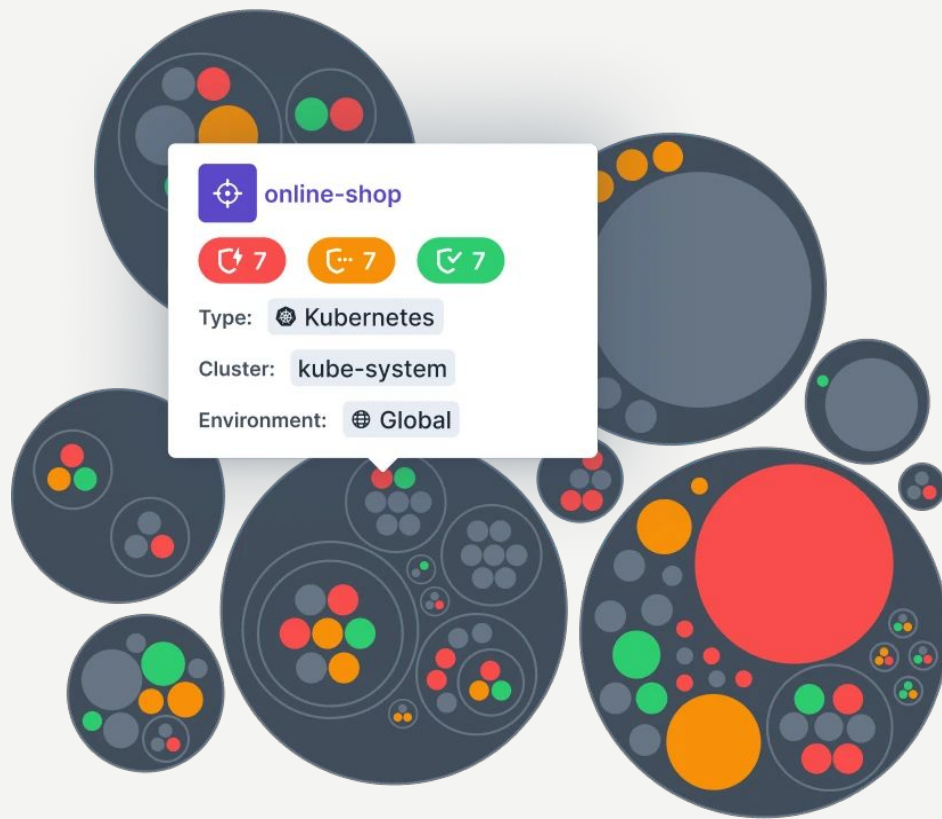 online-shop
7 7 7
Type: Kubernetes
Cluster: kube-system
Environment: Global